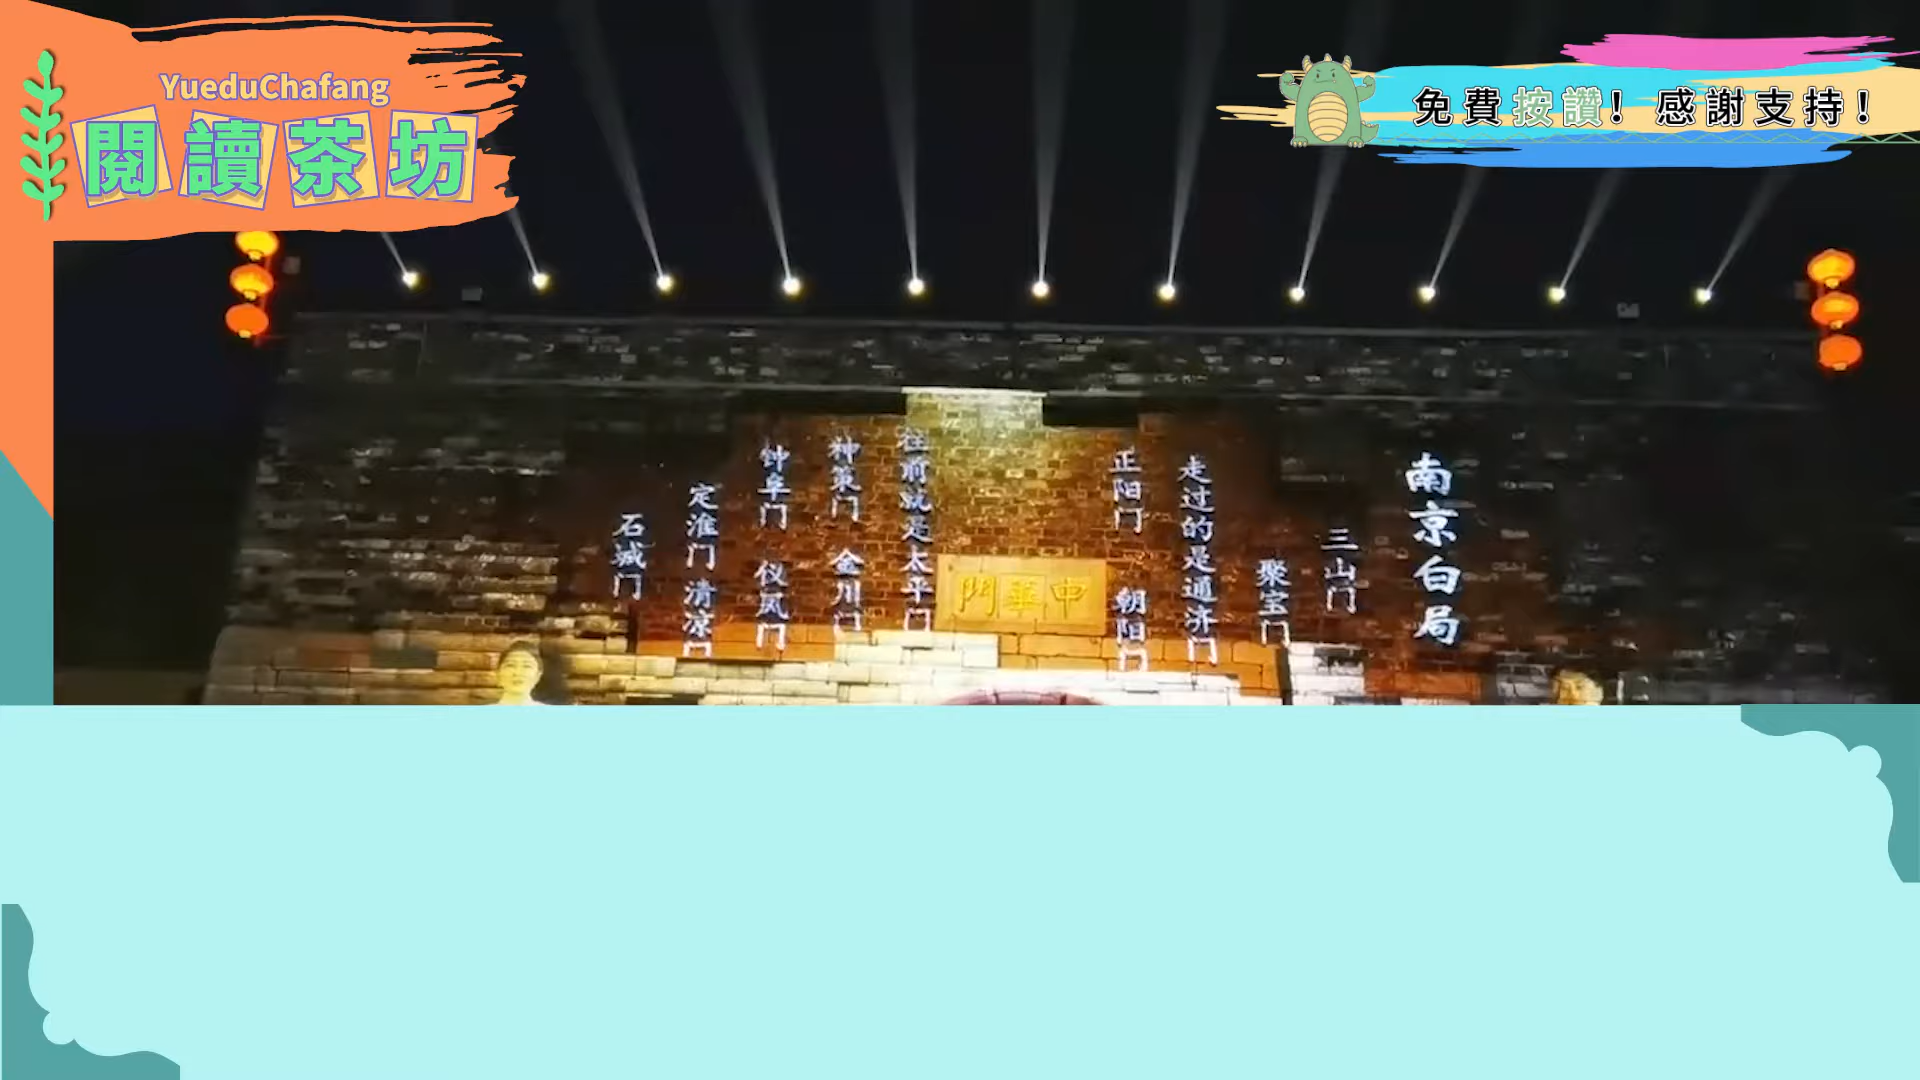 YueduChafang
閱讀茶坊
免費按讚！感謝支持！
南京白局
三山门
聚宝门
走过的是通济门
正阳门 朝阳门
中華門
往前就是太平门
神策门 金川门
钟阜门 仪凤门
定淮门 清凉门
石城门